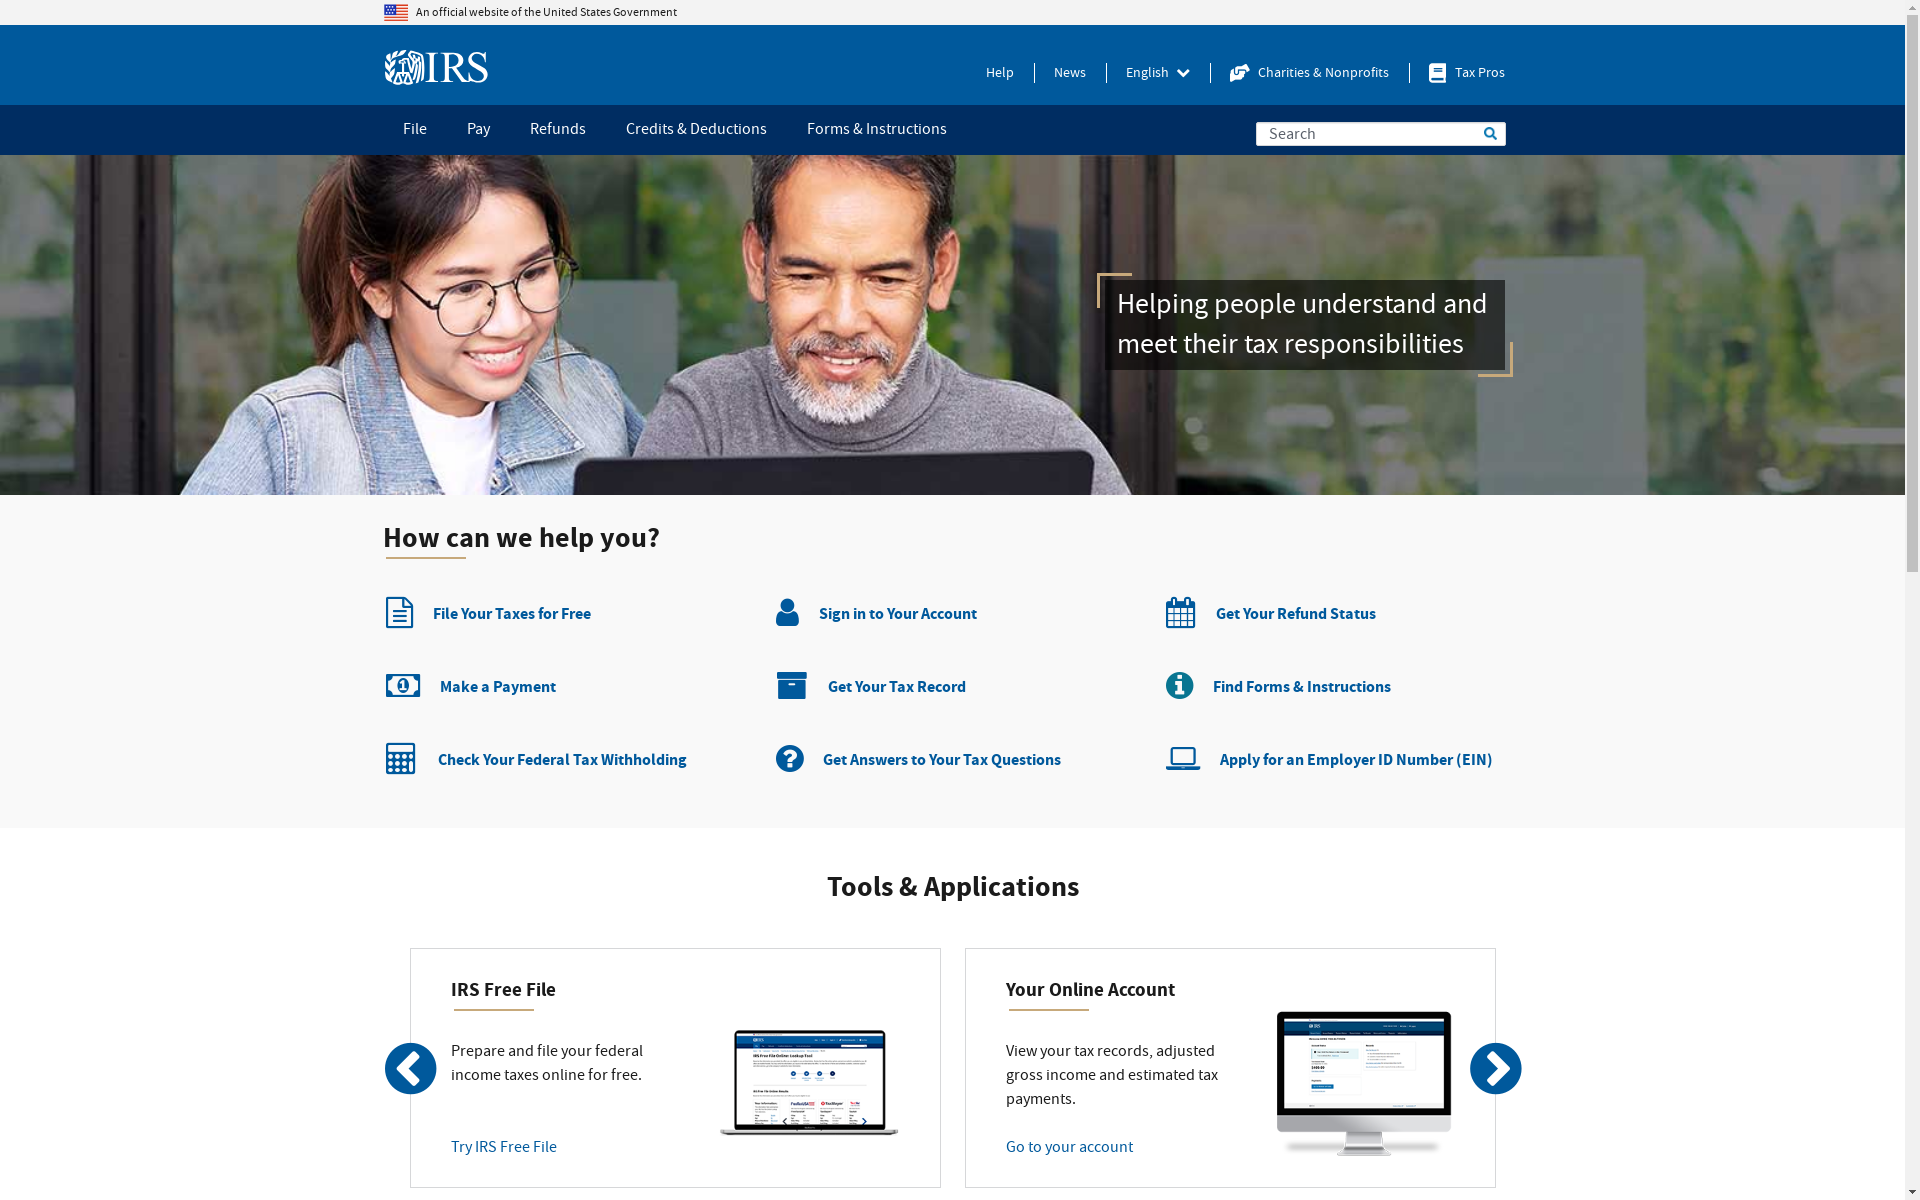 An official website of the United States Government
IRS
Help
News
English
Charities & Nonprofits
Tax Pros
File
Pay
Refunds
Credits & Deductions
Forms & Instructions
Search
Helping people understand and
meet their tax responsibilities
How can we help you?
File Your Taxes for Free
Sign in to Your Account
Get Your Refund Status
Make a Payment
Get Your Tax Record
Find Forms & Instructions
Check Your Federal Tax Withholding
Get Answers to Your Tax Questions
Apply for an Employer ID Number (EIN)
Tools & Applications
IRS Free File
Prepare and file your federal
income taxes online for free.
Try IRS Free File
Your Online Account
View your tax records, adjusted
gross income and estimated tax
payments.
Go to your account